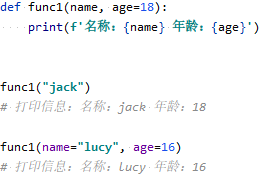 def func1(name, age=18):
    print(f'名称：{name} 年龄：{age}')
func1("jack")
# 打印信息：名称：jack 年龄：18
func1(name="lucy", age=16)
# 打印信息：名称：lucy 年龄：16